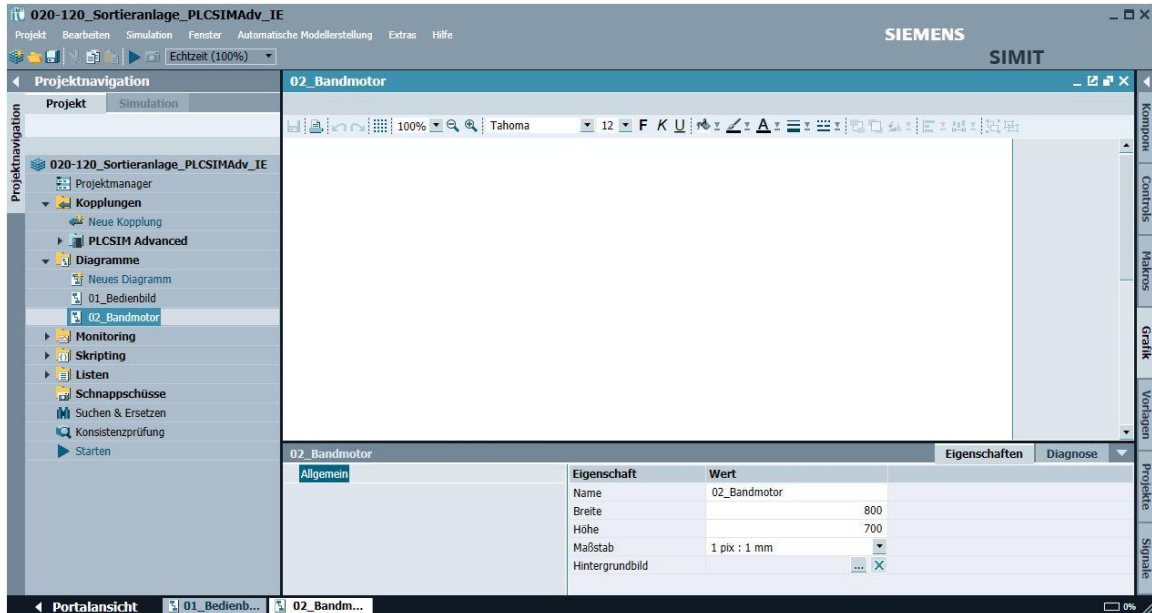 020-120_Sortieranlage_PLCSIMAdv_IE
Projekt Bearbeiten Simulation Fenster Automatische Modellerstellung Extras Hilfe
SIEMENS
SIMIT
Echtzeit (100%)
Projektnavigation
Projekt Simulation
Projektnavigation
020-120_Sortieranlage_PLCSIMAdv_IE
Projektmanager
Kopplungen
Neue Kopplung
PLCSIM Advanced
Diagramme
Neues Diagramm
01_Bedienbild
02_Bandmotor
Monitoring
Skripting
Listen
Schnappschüsse
Suchen & Ersetzen
Konsistenzprüfung
Starten
02_Bandmotor
100% Tahoma 12 F K U A
02_Bandmotor
Eigenschaften Diagnose
Allgemein
Eigenschaft Wert
Name 02_Bandmotor
Breite 800
Höhe 700
Maßstab 1 pix : 1 mm
Hintergrundbild ...
Kompone
Controls
Makros
Grafik
Vorlagen
Projekte
Signale
Portalansicht 01_Bedienb... 02_Bandm...
0%